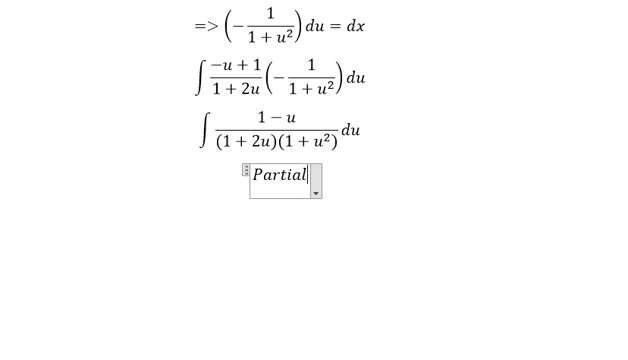 => (− 1/(1 + u²)) du = dx
∫ (−u + 1)/(1 + 2u) (− 1/(1 + u²)) du
∫ (1 − u)/((1 + 2u)(1 + u²)) du
Partial